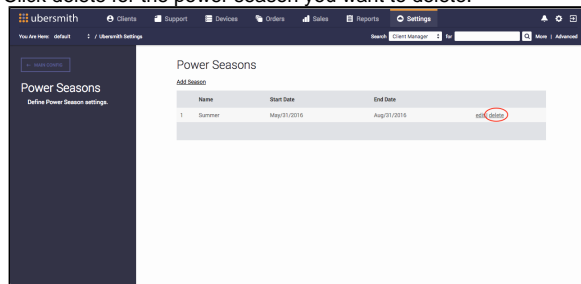 Click delete for the power season you want to delete.
ubersmith Clients Support Devices Orders Sales Reports Settings
You Are Here: default / Ubersmith Settings Search Client Manager for More | Advanced
+ MAIN CONFIG
Power Seasons
Power Seasons
Define Power Season settings.
Add Season
Name Start Date End Date
1 Summer May/31/2016 Aug/31/2016 edit delete